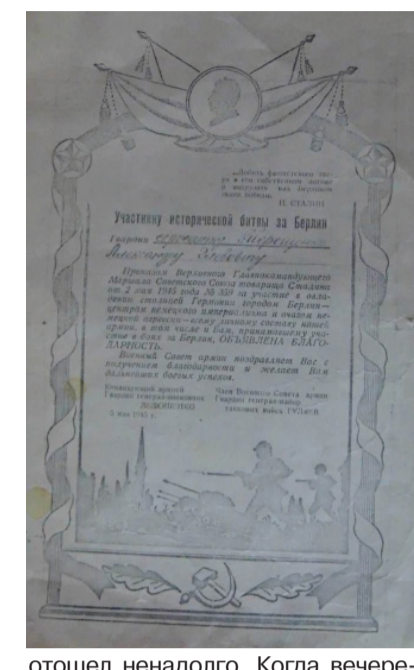 „Добить фашистского зве-
ря в его собственном логове
и водрузить над Берлином
знамя победы.
И. СТАЛИН
Участнику исторической битвы за Берлин
Гвардии
Александру
Приказом Верховного Главнокомандующего
Маршала Советского Союза товарища Сталина
от 2 мая 1945 года № 359 за участие в овла-
дении столицей Германии городом Берлин—
центром немецкого империализма и очагом не-
мецкой агрессии—всему личному составу нашей
армии, в том числе и Вам, принимавшему уча-
стие в боях за Берлин, ОБЪЯВЛЕНА БЛАГО-
ДАРНОСТЬ.
Военный Совет армии поздравляет Вас с
получением благодарности и желает Вам
дальнейших боевых успехов.
Командующий армией
Гвардии генерал-полковник
ЛЕЛЮШЕНКО
Член Военного Совета армии
Гвардии генерал-майор
танковых войск ГУЛЯЕВ
мая 1945 г.
отошел ненадолго. Когда вечере-